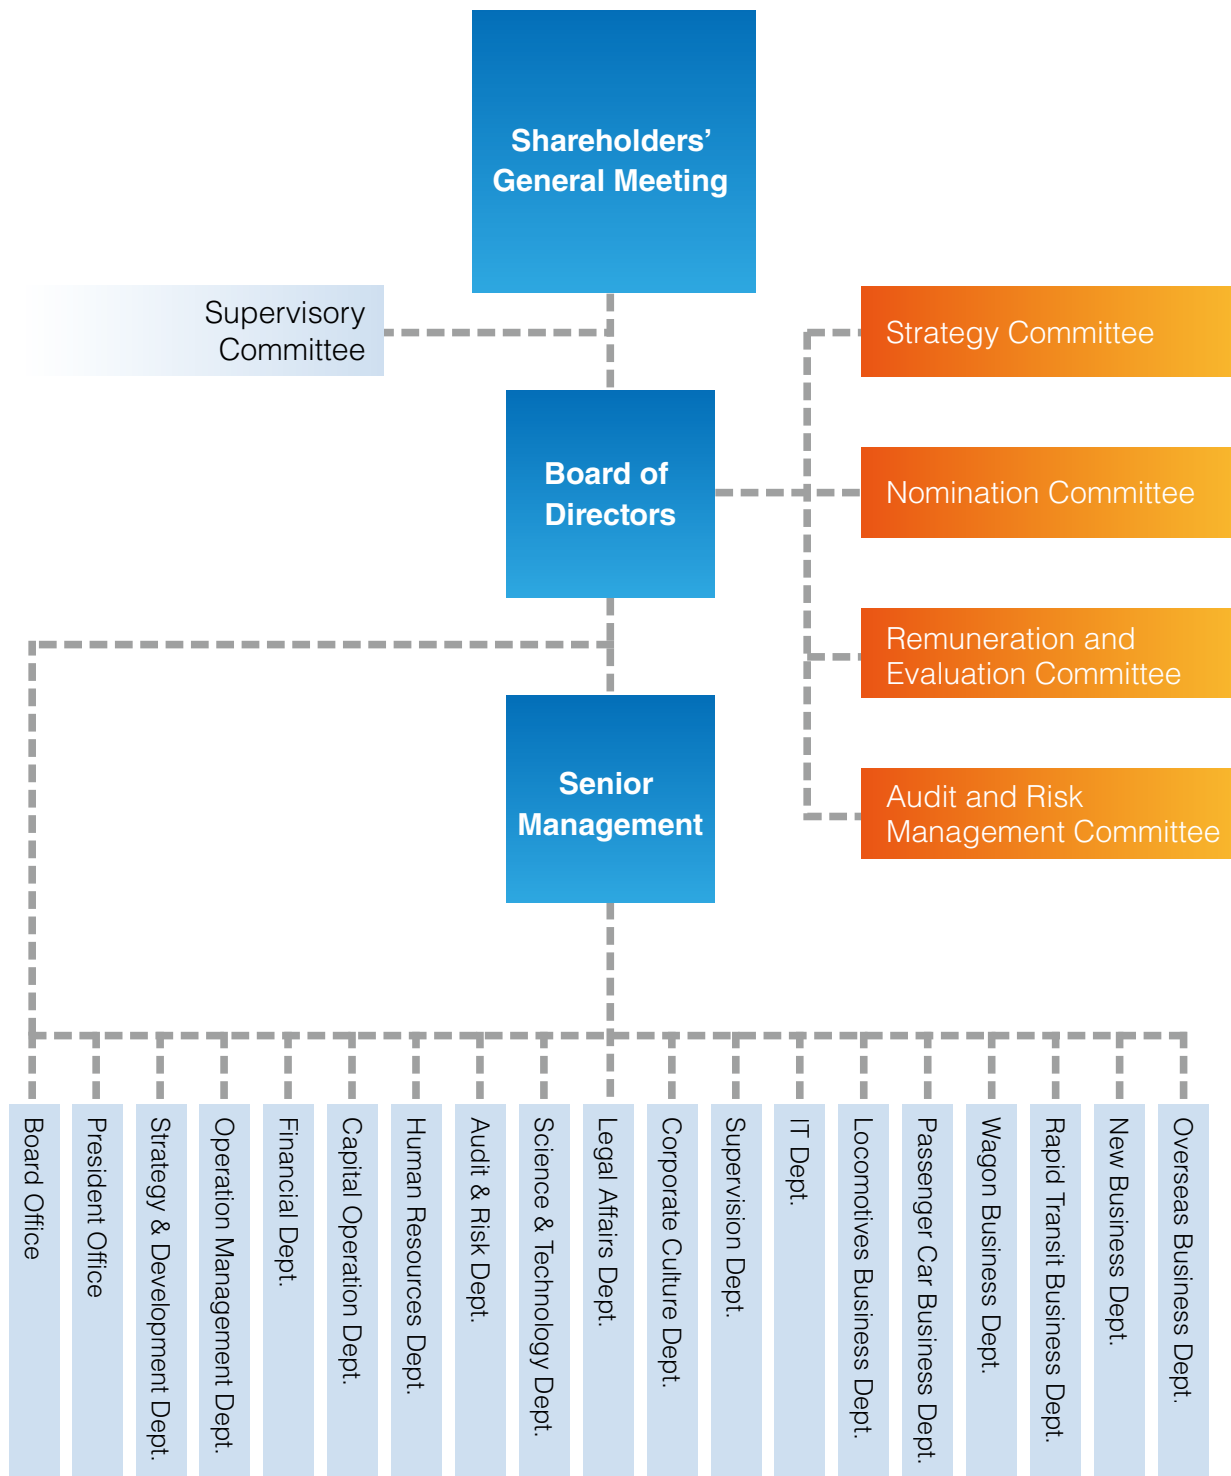 Shareholders’
General Meeting
Supervisory
Committee
Strategy Committee
Board of
Directors
Nomination Committee
Remuneration and
Evaluation Committee
Senior
Management
Audit and Risk
Management Committee
Board Office
President Office
Strategy & Development Dept.
Operation Management Dept.
Financial Dept.
Capital Operation Dept.
Human Resources Dept.
Audit & Risk Dept.
Science & Technology Dept.
Legal Affairs Dept.
Corporate Culture Dept.
Supervision Dept.
IT Dept.
Locomotives Business Dept.
Passenger Car Business Dept.
Wagon Business Dept.
Rapid Transit Business Dept.
New Business Dept.
Overseas Business Dept.